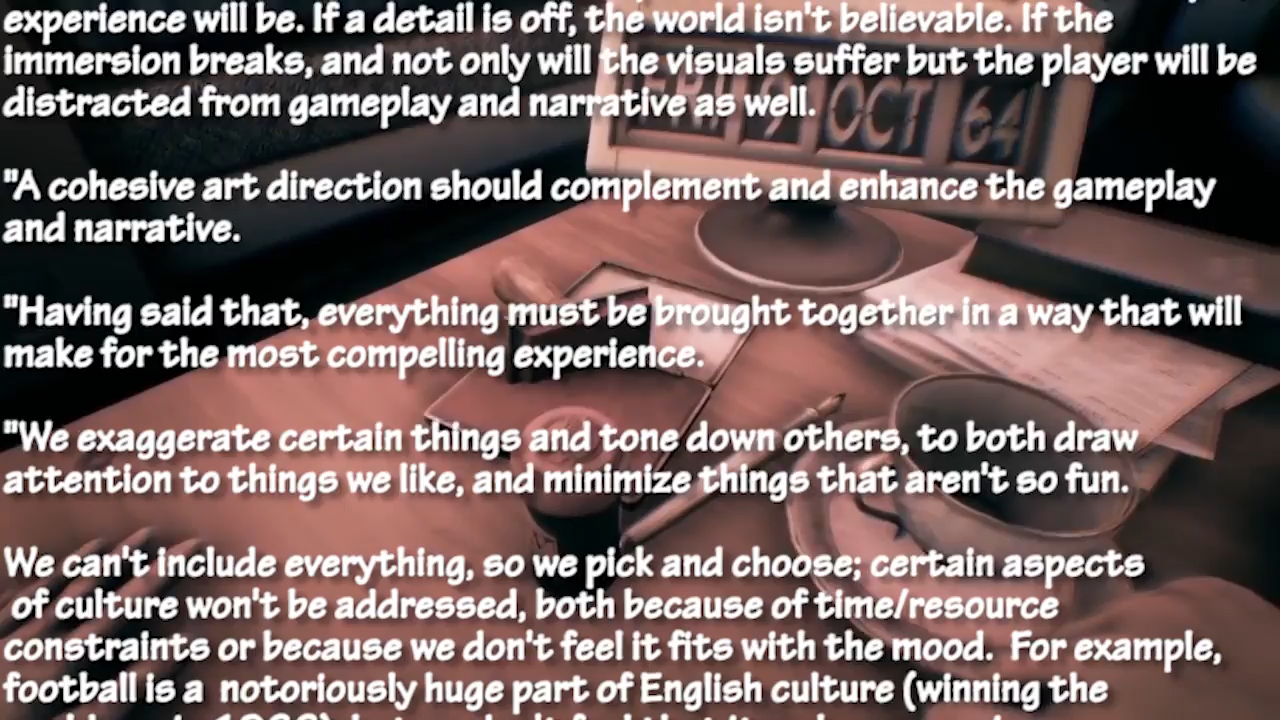 experience will be. If a detail is off, the world isn't believable. If the
immersion breaks, and not only will the visuals suffer but the player will be
distracted from gameplay and narrative as well.
FRI 9 OCT 64
"A cohesive art direction should complement and enhance the gameplay
and narrative.
"Having said that, everything must be brought together in a way that will
make for the most compelling experience.
"We exaggerate certain things and tone down others, to both draw
attention to things we like, and minimize things that aren't so fun.
We can't include everything, so we pick and choose; certain aspects
of culture won't be addressed, both because of time/resource
constraints or because we don't feel it fits with the mood.  For example,
football is a  notoriously huge part of English culture (winning the